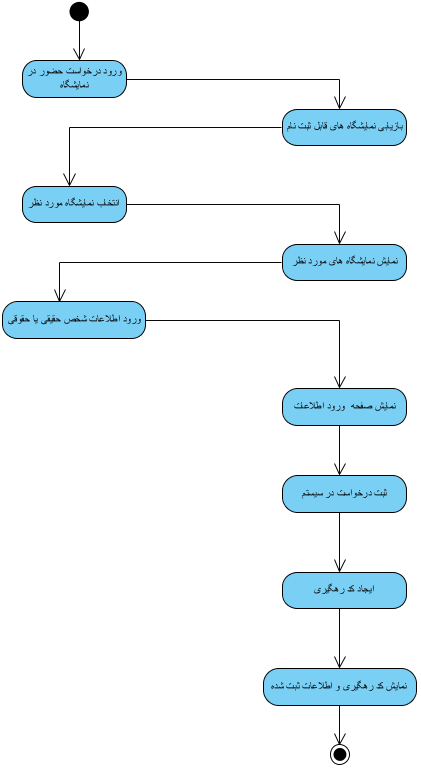 ورود درخواست حضور در
نمایشگاه
بازیابی نمایشگاه های قابل ثبت نام
انتخاب نمایشگاه مورد نظر
نمایش نمایشگاه های مورد نظر
ورود اطلاعات شخص حقیقی یا حقوقی
نمایش صفحه ورود اطلاعات
ثبت درخواست در سیستم
ایجاد کد رهگیری
نمایش کد رهگیری و اطلاعات ثبت شده